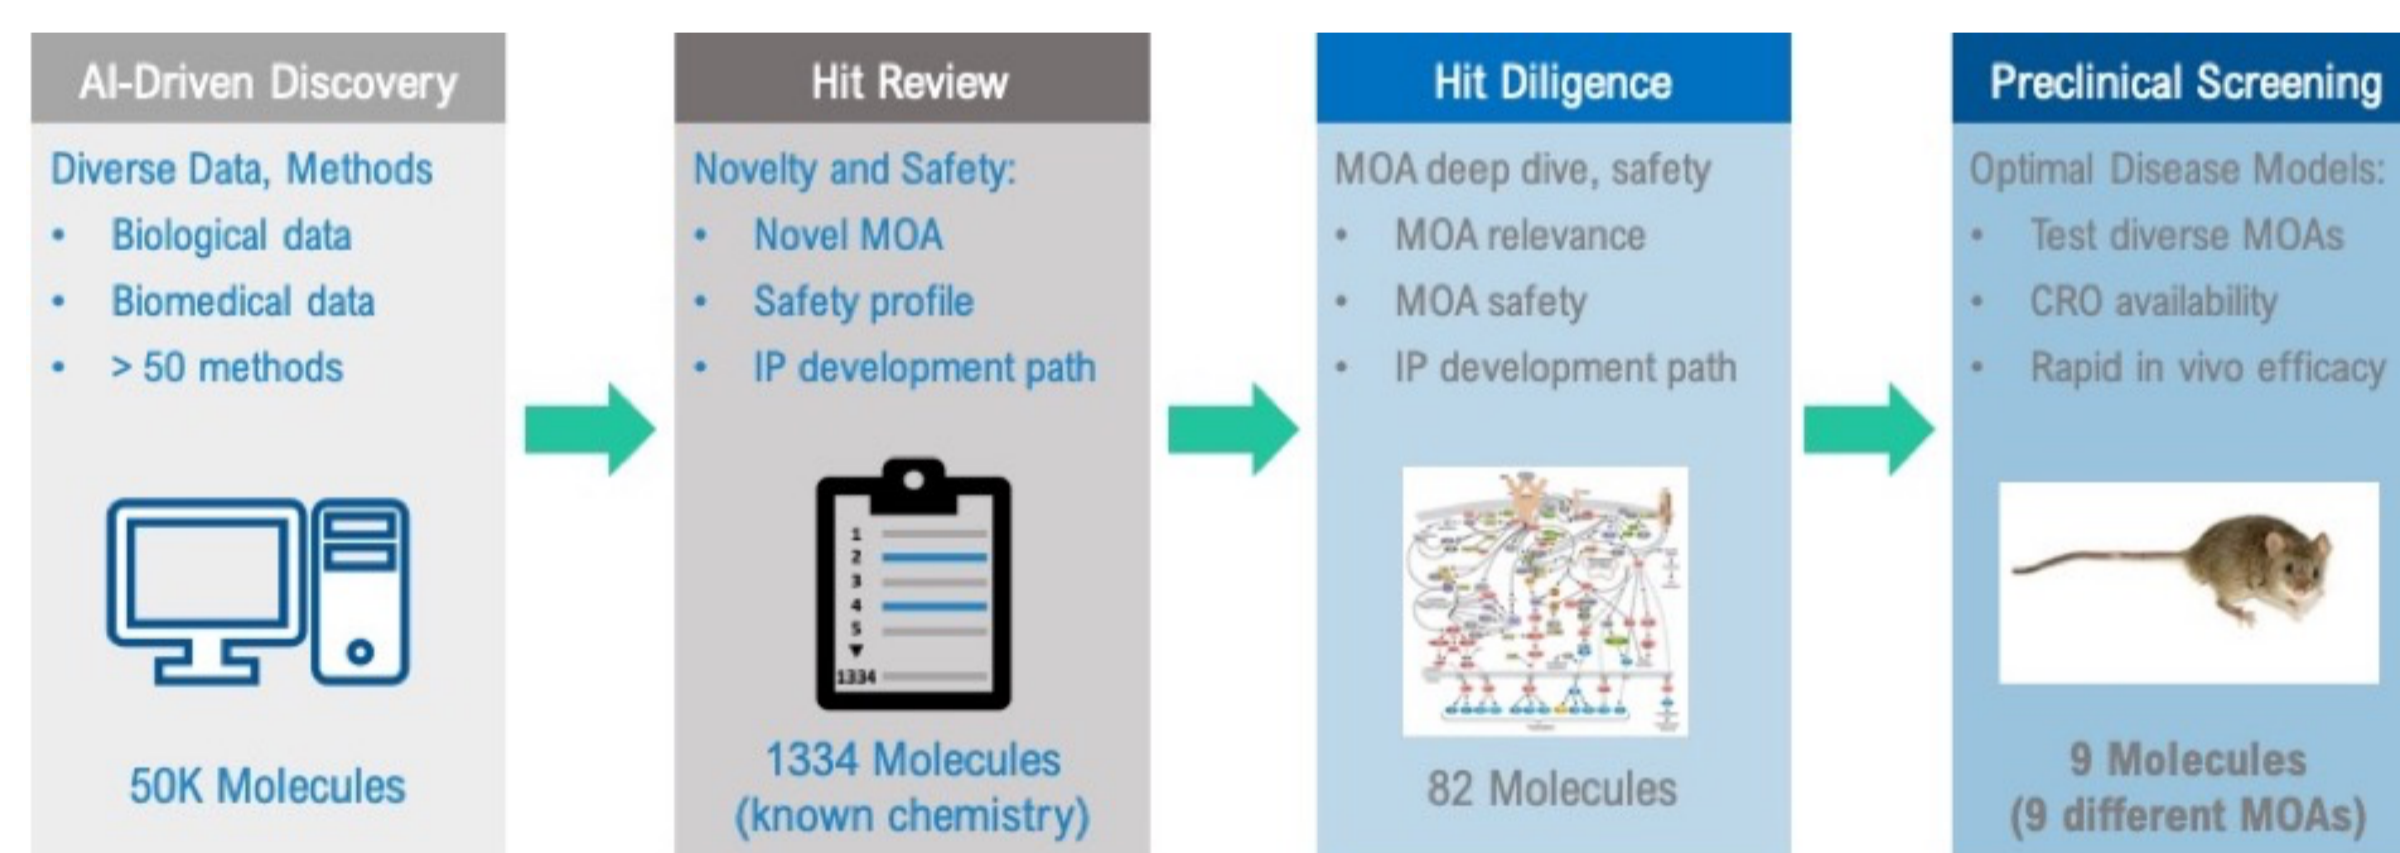 AI-Driven Discovery
Diverse Data, Methods
• Biological data
• Biomedical data
• > 50 methods
50K Molecules
Hit Review
Novelty and Safety:
• Novel MOA
• Safety profile
• IP development path
1
2
3
4
5
1334
1334 Molecules
(known chemistry)
Hit Diligence
MOA deep dive, safety
• MOA relevance
• MOA safety
• IP development path
82 Molecules
Preclinical Screening
Optimal Disease Models:
• Test diverse MOAs
• CRO availability
• Rapid in vivo efficacy
9 Molecules
(9 different MOAs)